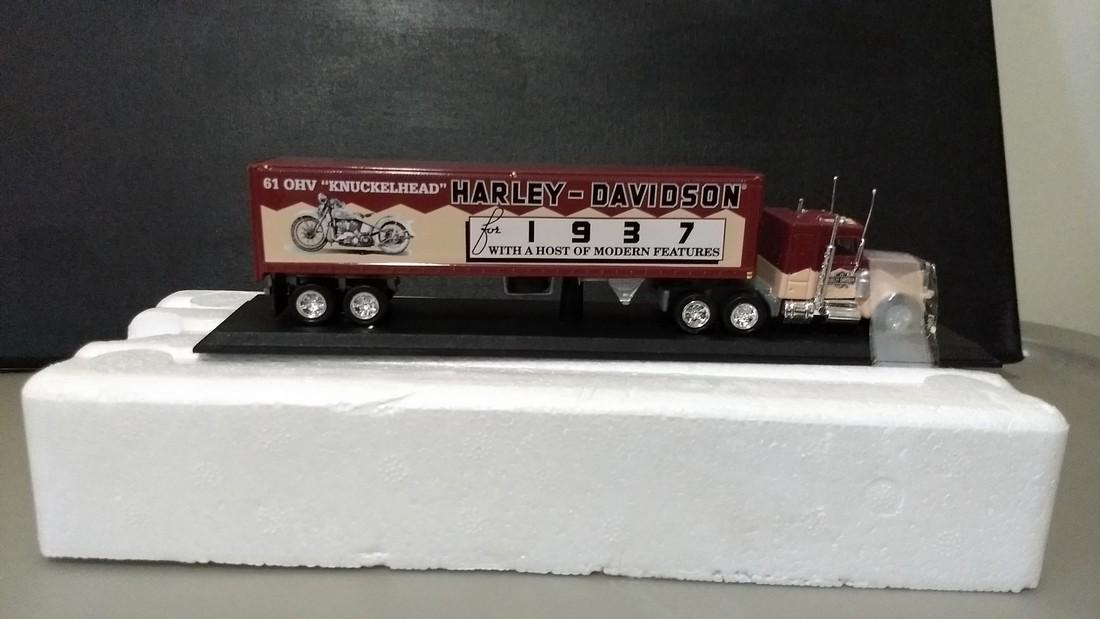 61 OHV "KNUCKELHEAD" HARLEY-DAVIDSON®
for 1937
WITH A HOST OF MODERN FEATURES